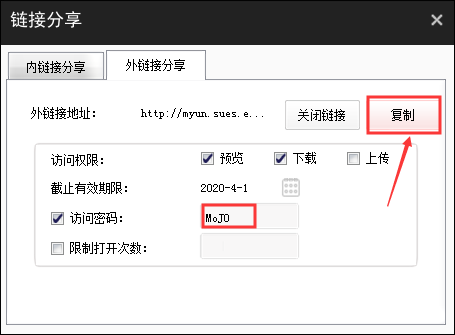 链接分享
内链接分享 外链接分享
外链接地址： http://myun.sues.e... 关闭链接 复制
访问权限： 预览 下载 上传
截止有效期限： 2020-4-1
访问密码： MoJO
限制打开次数：